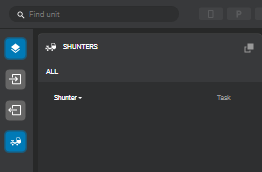 Find unit
P
SHUNTERS
ALL
Shunter Task